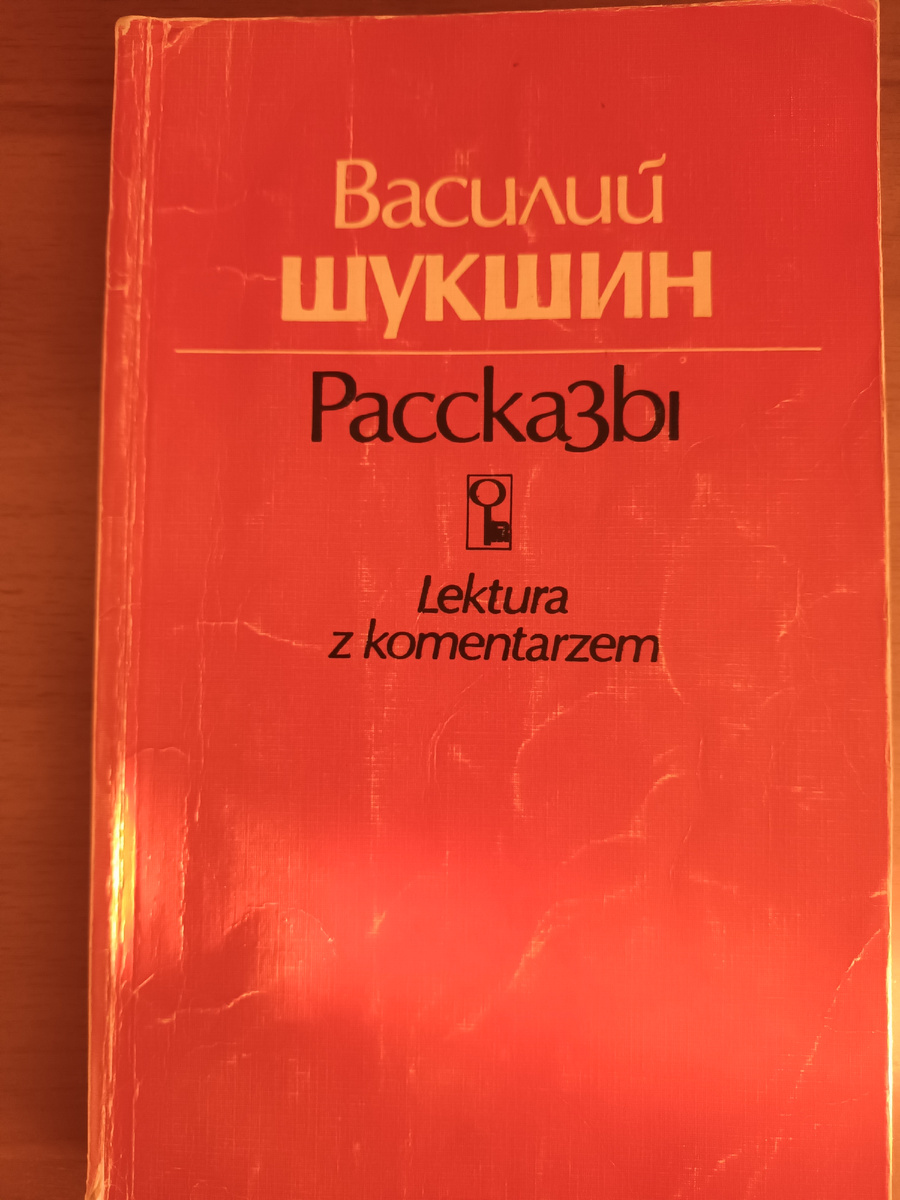 Василий
ШУКШИН
Рассказы
Lektura
z komentarzem